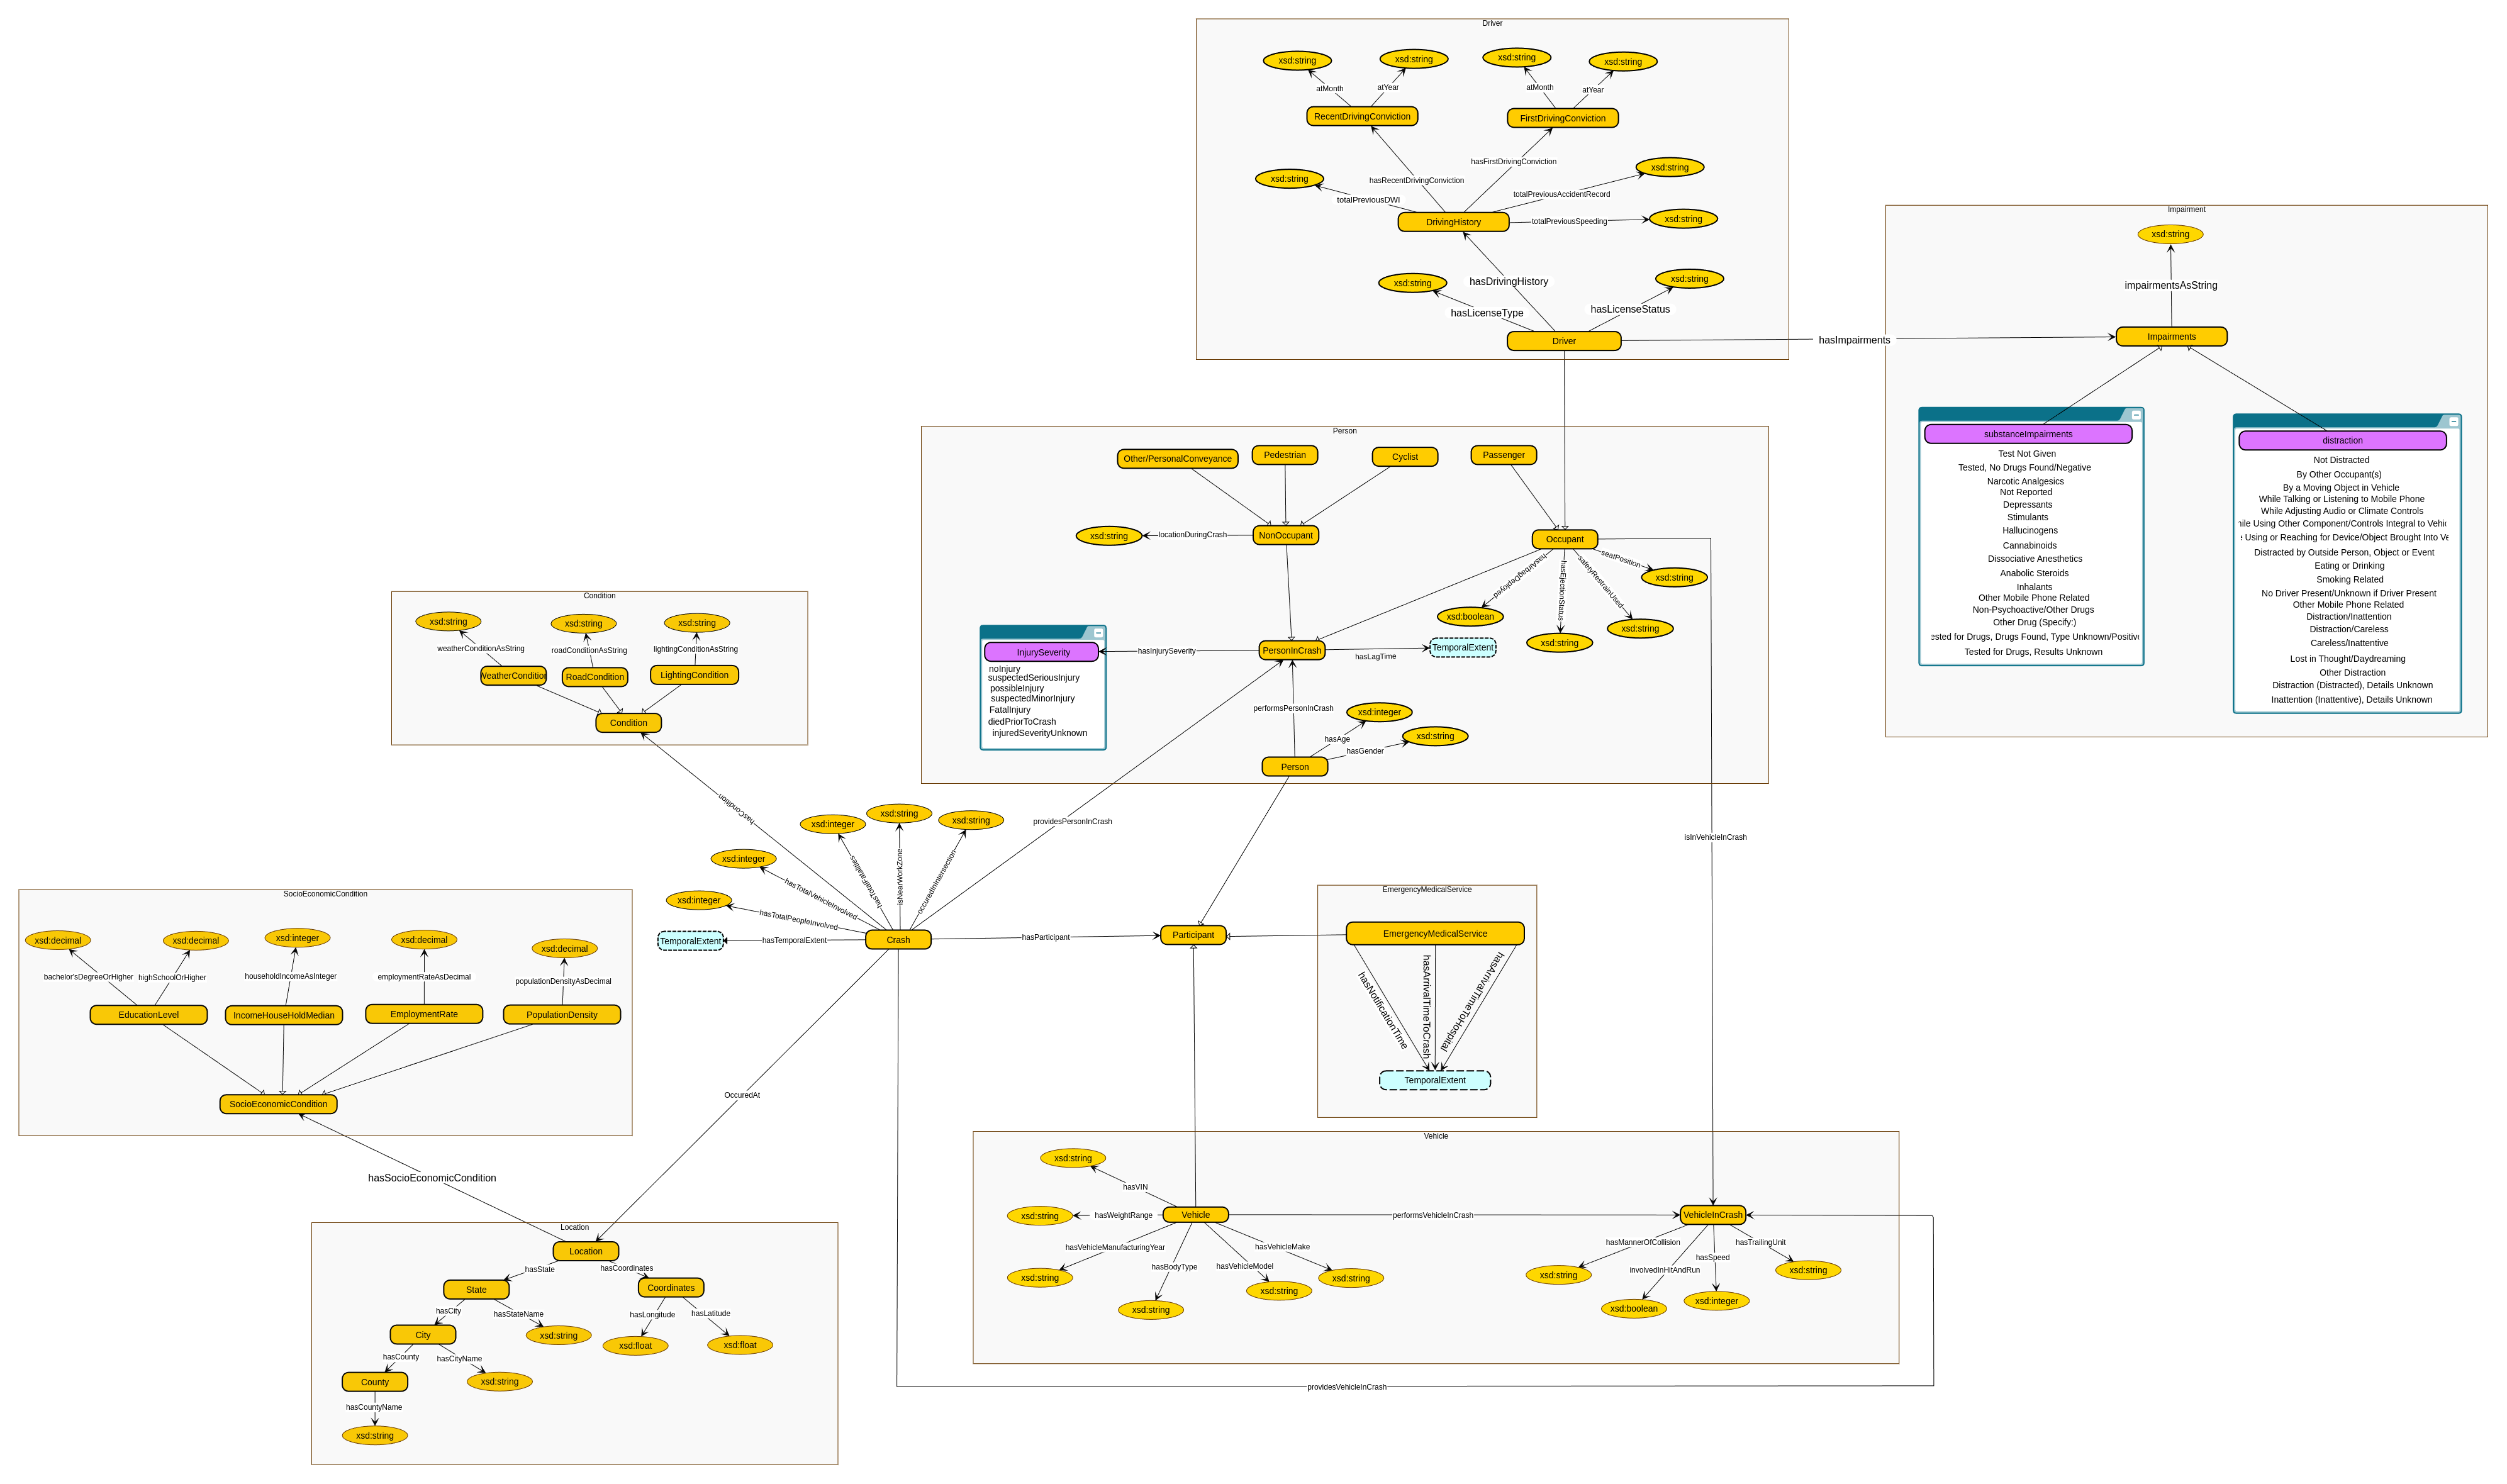 Driver
xsd:string
xsd:string
xsd:string
xsd:string
atMonth
atYear
atMonth
atYear
RecentDrivingConviction
FirstDrivingConviction
hasFirstDrivingConviction
xsd:string
xsd:string
hasRecentDrivingConviction
totalPreviousDWI
totalPreviousAccidentRecord
DrivingHistory
totalPreviousSpeeding
xsd:string
xsd:string
hasDrivingHistory
xsd:string
hasLicenseType
hasLicenseStatus
Driver
hasImpairments
Impairment
xsd:string
impairmentsAsString
Impairments
substanceImpairments
Test Not Given
Tested, No Drugs Found/Negative
Narcotic Analgesics
Not Reported
Depressants
Stimulants
Hallucinogens
Cannabinoids
Dissociative Anesthetics
Anabolic Steroids
Inhalants
Other Mobile Phone Related
Non-Psychoactive/Other Drugs
Other Drug (Specify:)
ested for Drugs, Drugs Found, Type Unknown/Positive
Tested for Drugs, Results Unknown
distraction
Not Distracted
By Other Occupant(s)
By a Moving Object in Vehicle
While Talking or Listening to Mobile Phone
While Adjusting Audio or Climate Controls
ile Using Other Component/Controls Integral to Vehic
Using or Reaching for Device/Object Brought Into Ve
Distracted by Outside Person, Object or Event
Eating or Drinking
Smoking Related
No Driver Present/Unknown if Driver Present
Other Mobile Phone Related
Distraction/Inattention
Distraction/Careless
Careless/Inattentive
Lost in Thought/Daydreaming
Other Distraction
Distraction (Distracted), Details Unknown
Inattention (Inattentive), Details Unknown
Person
Other/PersonalConveyance
Pedestrian
Cyclist
Passenger
xsd:string
locationDuringCrash
NonOccupant
Occupant
hasAirbagDeployed
hasEjectionStatus
safetyRestrainUsed
seatPosition
xsd:string
xsd:boolean
xsd:string
xsd:string
InjurySeverity
noInjury
suspectedSeriousInjury
possibleInjury
suspectedMinorInjury
FatalInjury
diedPriorToCrash
injuredSeverityUnknown
hasInjurySeverity
PersonInCrash
hasLagTime
TemporalExtent
performsPersonInCrash
xsd:integer
hasAge
xsd:string
hasGender
Person
Condition
xsd:string
xsd:string
xsd:string
weatherConditionAsString
roadConditionAsString
lightingConditionAsString
WeatherCondition
RoadCondition
LightingCondition
Condition
hasCondition
xsd:integer
xsd:string
xsd:string
providesPersonInCrash
isInVehicleInCrash
xsd:integer
hasTotalFatalities
isNearWorkZone
occuredInIntersection
hasTotalVehicleInvolved
xsd:integer
hasTotalPeopleInvolved
TemporalExtent
hasTemporalExtent
Crash
hasParticipant
Participant
SocioEconomicCondition
xsd:decimal
xsd:decimal
xsd:integer
xsd:decimal
xsd:decimal
bachelor'sDegreeOrHigher
highSchoolOrHigher
householdIncomeAsInteger
employmentRateAsDecimal
populationDensityAsDecimal
EducationLevel
IncomeHouseHoldMedian
EmploymentRate
PopulationDensity
SocioEconomicCondition
hasSocioEconomicCondition
OccuredAt
EmergencyMedicalService
EmergencyMedicalService
hasNotificationTime
hasArrivalTimeToCrash
hasArrivalTimeToHospital
TemporalExtent
Vehicle
xsd:string
hasVIN
xsd:string
hasWeightRange
Vehicle
performsVehicleInCrash
VehicleInCrash
hasVehicleManufacturingYear
hasVehicleMake
hasBodyType
hasVehicleModel
xsd:string
xsd:string
xsd:string
xsd:string
hasMannerOfCollision
hasTrailingUnit
hasSpeed
involvedInHitAndRun
xsd:string
xsd:string
xsd:boolean
xsd:integer
providesVehicleInCrash
Location
Location
hasState
hasCoordinates
State
Coordinates
hasCity
hasStateName
hasLongitude
hasLatitude
City
xsd:string
xsd:float
xsd:float
hasCounty
hasCityName
County
xsd:string
hasCountyName
xsd:string